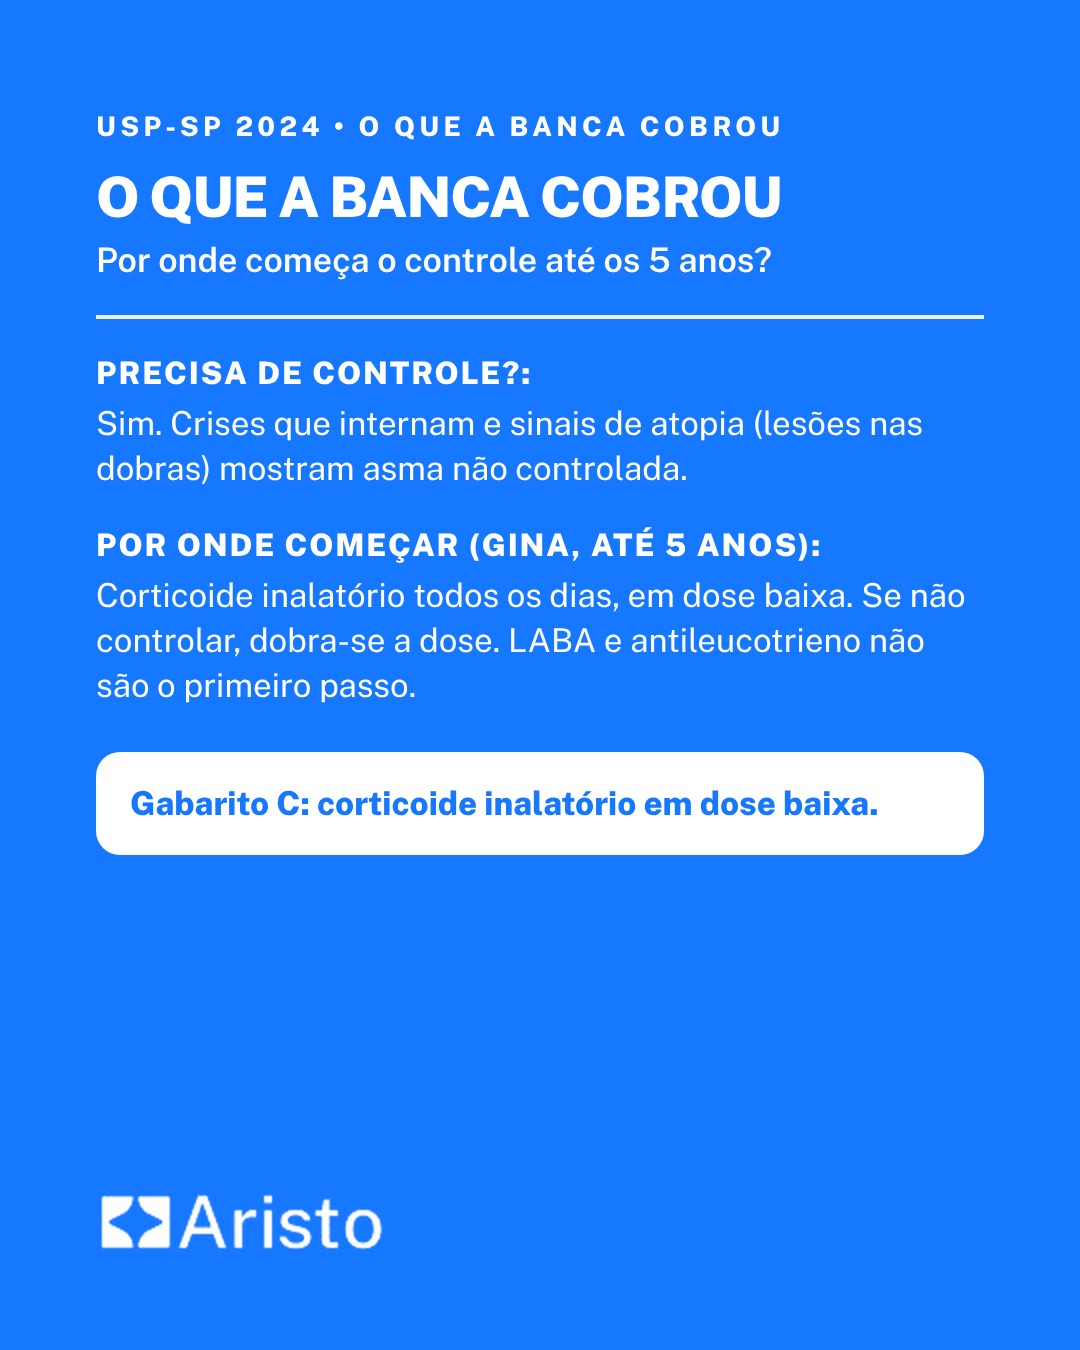 USP-SP 2024 • O QUE A BANCA COBROU
O QUE A BANCA COBROU
Por onde começa o controle até os 5 anos?
PRECISA DE CONTROLE?:
Sim. Crises que internam e sinais de atopia (lesões nas
dobras) mostram asma não controlada.
POR ONDE COMEÇAR (GINA, ATÉ 5 ANOS):
Corticoide inalatório todos os dias, em dose baixa. Se não
controlar, dobra-se a dose. LABA e antileucotrieno não
são o primeiro passo.
Gabarito C: corticoide inalatório em dose baixa.
Aristo